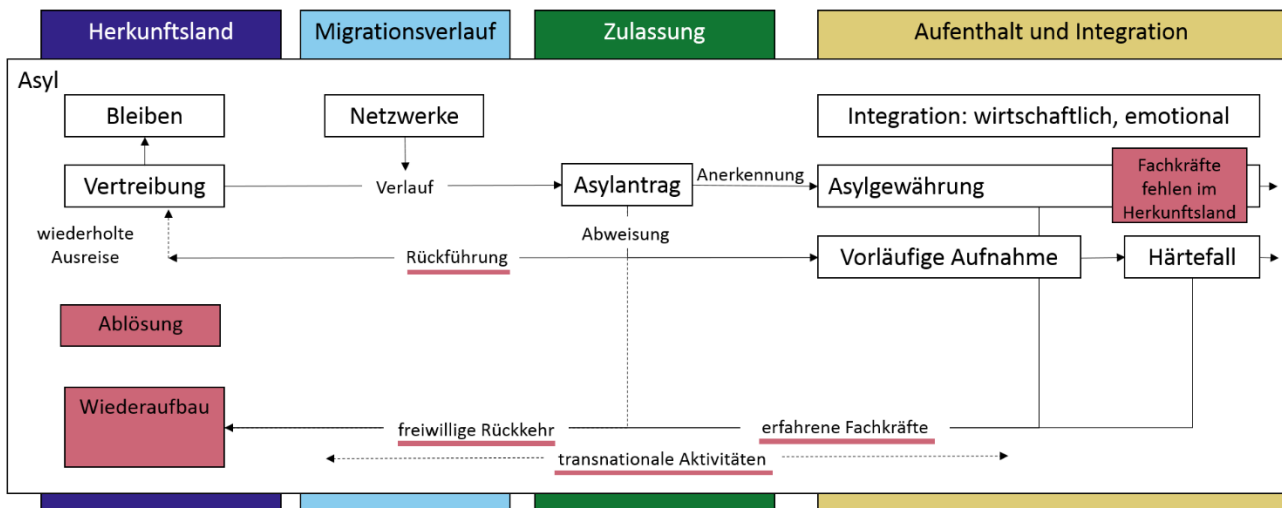 Herkunftsland
Migrationsverlauf
Zulassung
Aufenthalt und Integration
Asyl
Bleiben
Netzwerke
Integration: wirtschaftlich, emotional
Vertreibung
Verlauf
Asylantrag
Anerkennung
Asylgewährung
Fachkräfte
fehlen im
Herkunftsland
wiederholte
Ausreise
Abweisung
Rückführung
Vorläufige Aufnahme
Härtefall
Ablösung
Wiederaufbau
freiwillige Rückkehr
erfahrene Fachkräfte
transnationale Aktivitäten